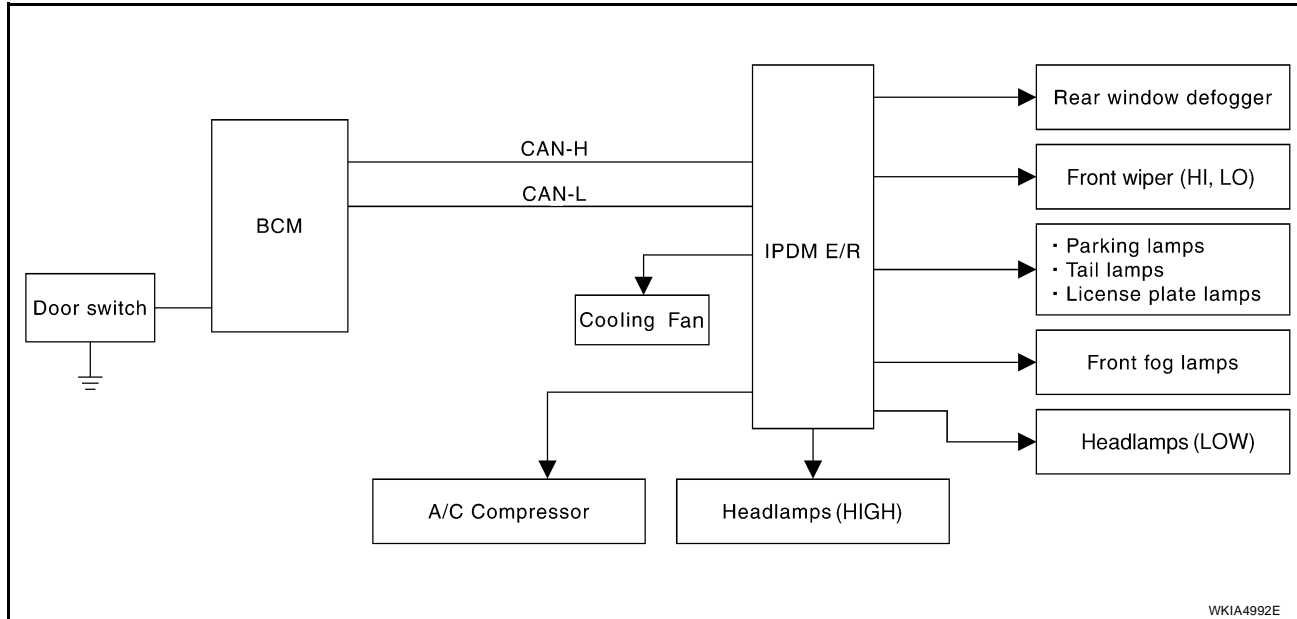 Rear window defogger
CAN-H
Front wiper (HI, LO)
CAN-L
BCM
IPDM E/R
· Parking lamps
· Tail lamps
· License plate lamps
Door switch
Cooling Fan
Front fog lamps
Headlamps (LOW)
A/C Compressor
Headlamps (HIGH)
WKIA4992E